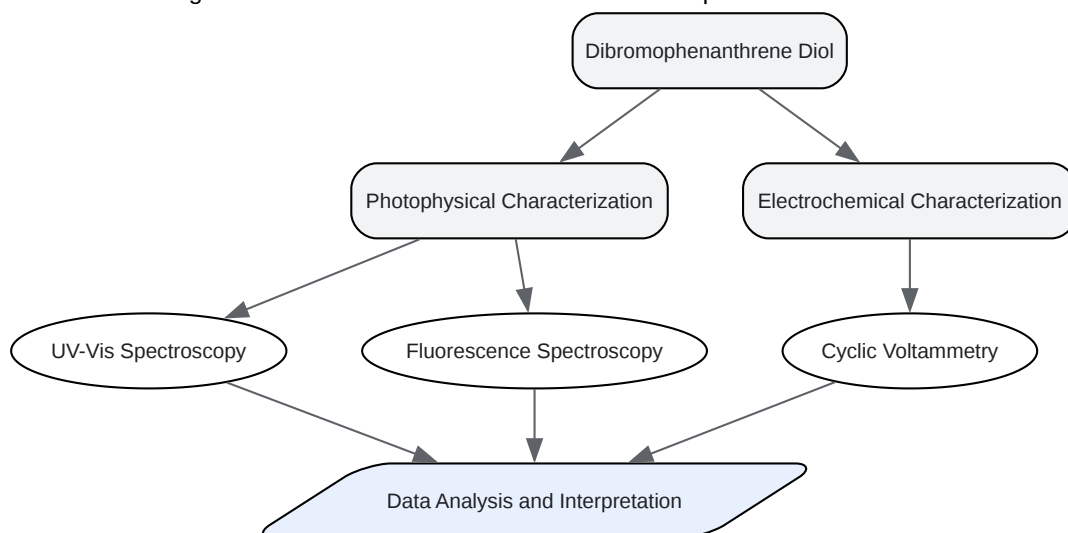 Dibromophenanthrene Diol
Photophysical Characterization
Electrochemical Characterization
UV-Vis Spectroscopy
Fluorescence Spectroscopy
Cyclic Voltammetry
Data Analysis and Interpretation